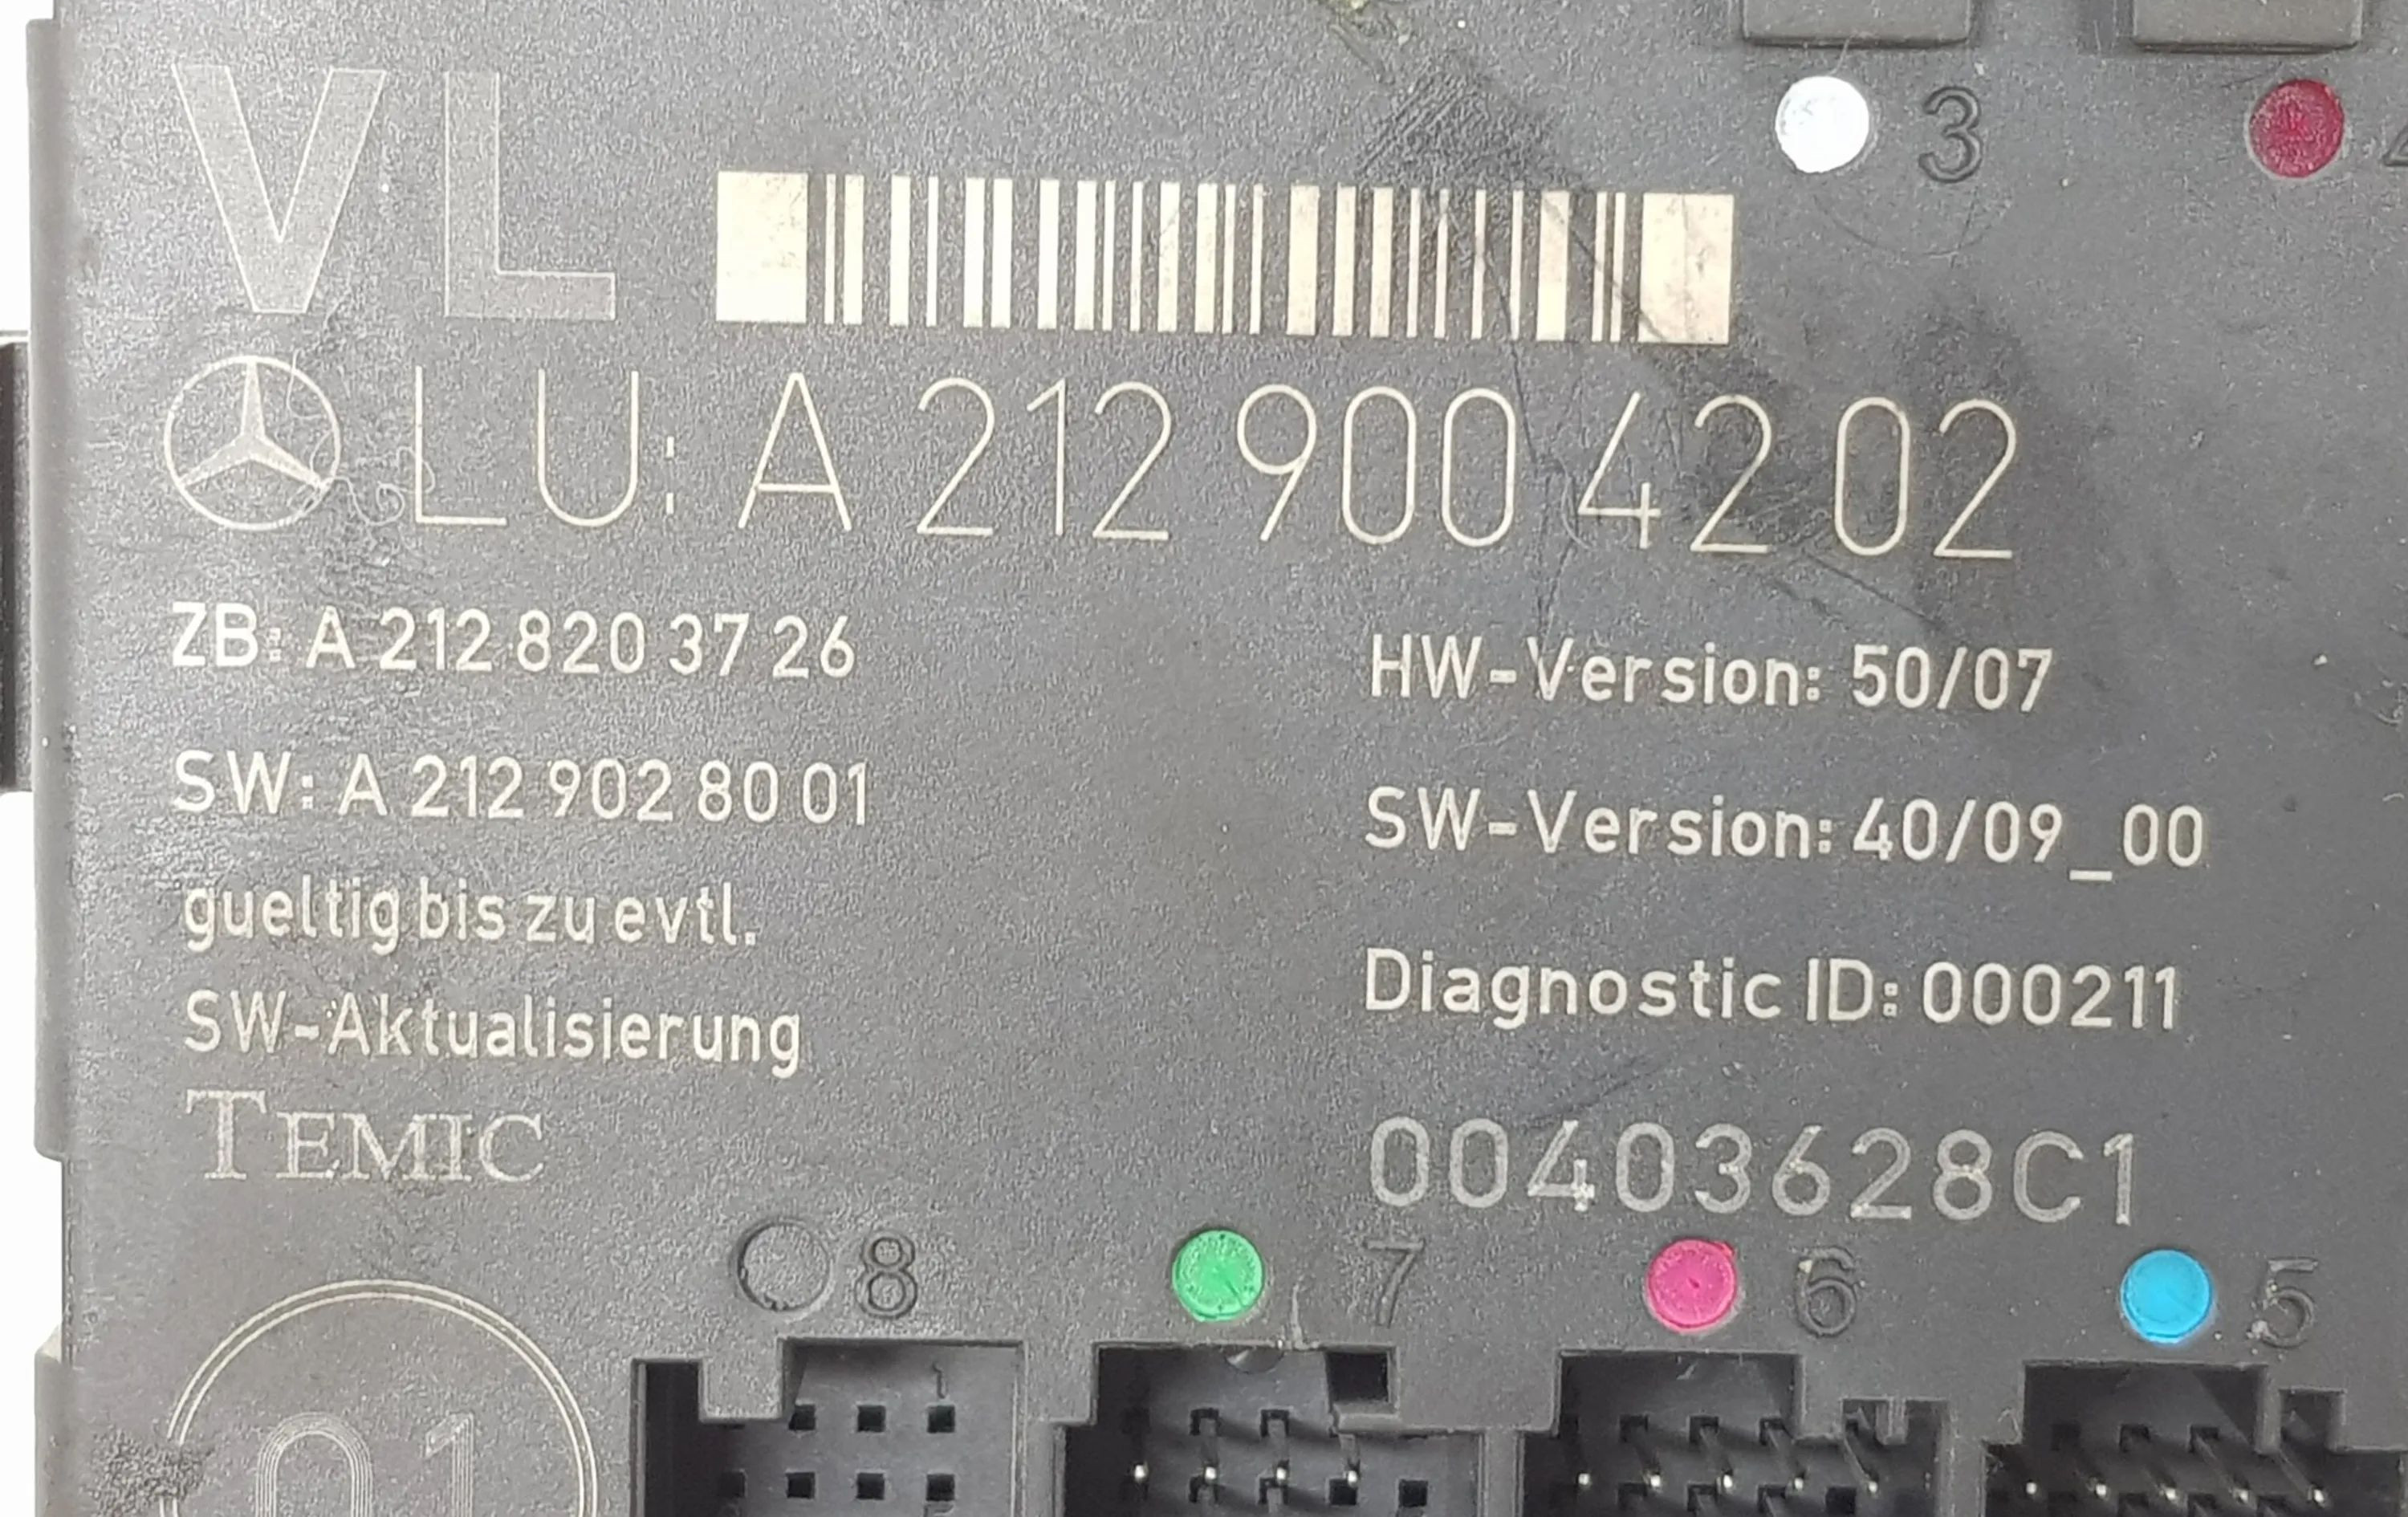 VL
3
LU: A 212 900 42 02
ZB: A 212 820 37 26
HW-Version: 50/07
SW: A 212 902 80 01
SW-Version: 40/09_00
gueltig bis zu evtl.
SW-Aktualisierung
Diagnostic ID: 000211
TEMIC
00403628C1
8 7 6 5
1
01